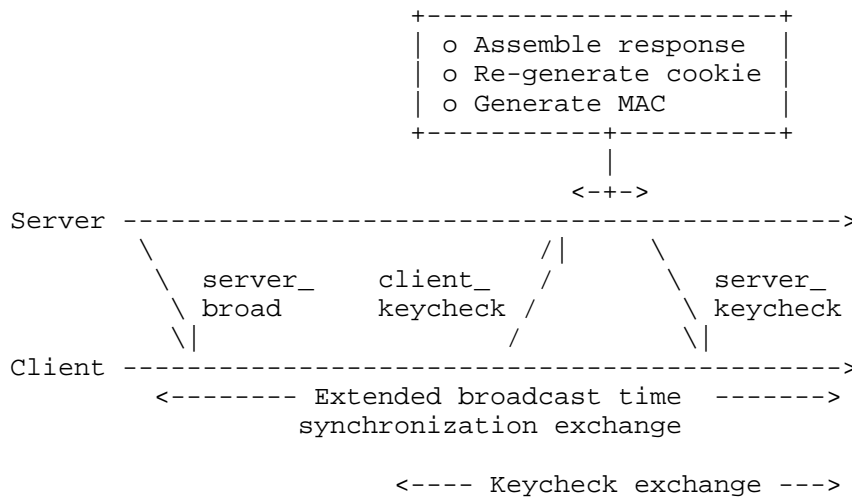 o Assemble response
o Re-generate cookie
o Generate MAC
Server
server_ client_ server_
broad keycheck keycheck
Client
Extended broadcast time
synchronization exchange
Keycheck exchange